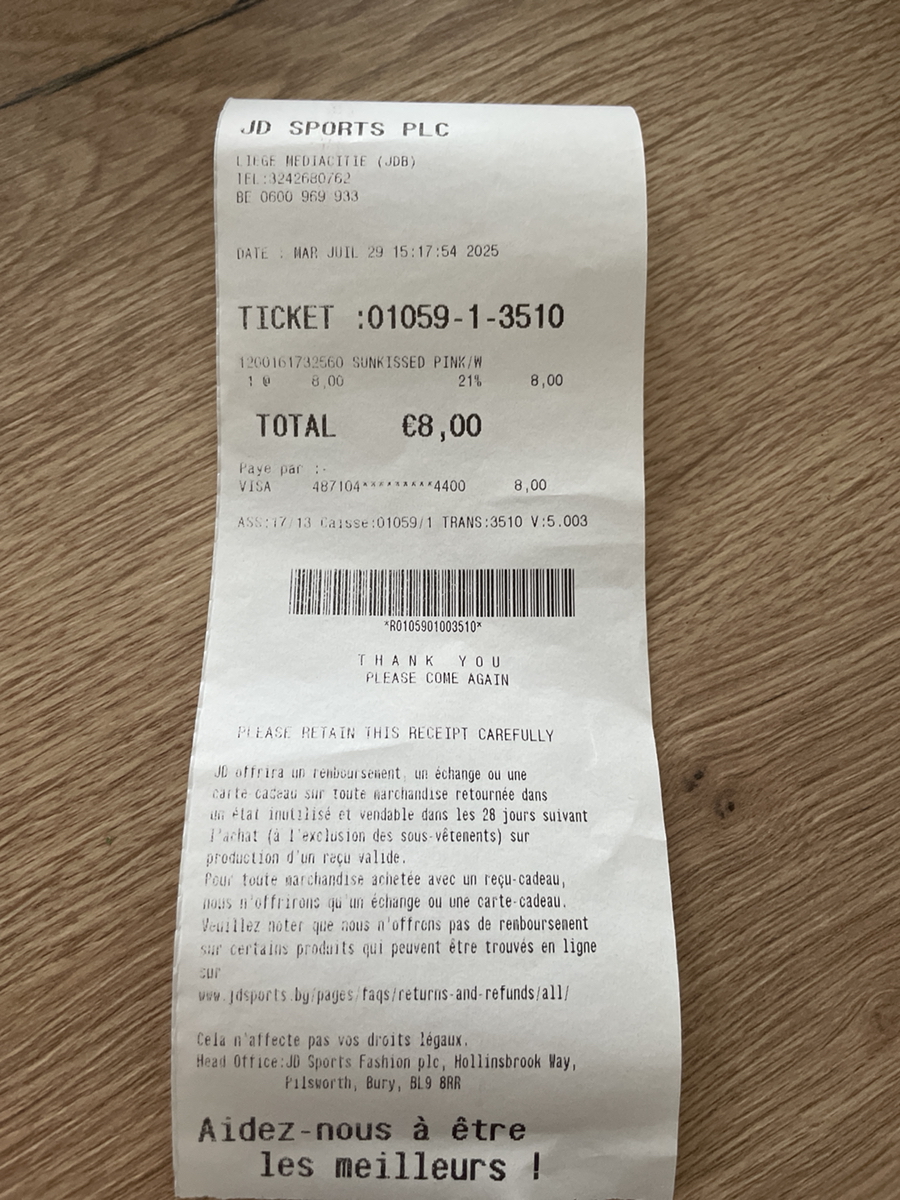 JD SPORTS PLC
LIEGE MEDIACITIE (JDB)
TEL:3242680762
BE 0600 969 933
DATE : MAR JUIL 29 15:17:54 2025
TICKET :01059-1-3510
1200161732560 SUNKISSED PINK/W
1 @ 8,00 21% 8,00
TOTAL €8,00
Paye par :-
VISA 487104*********4400 8,00
ASS:17/13 Caisse:01059/1 TRANS:3510 V:5.003
*R0105901003510*
THANK YOU
PLEASE COME AGAIN
PLEASE RETAIN THIS RECEIPT CAREFULLY
JD offrira un remboursement, un échange ou une
carte cadeau sur toute marchandise retournée dans
un état inutilisé et vendable dans les 28 jours suivant
l'achat (à l'exclusion des sous-vêtements) sur
production d'un reçu valide.
Pour toute marchandise achetée avec un reçu-cadeau,
nous n'offrirons qu'un échange ou une carte-cadeau.
Veuillez noter que nous n'offrons pas de remboursement
sur certains produits qui peuvent être trouvés en ligne
sur
www.jdsports.by/pages/faqs/returns-and-refunds/all/
Cela n'affecte pas vos droits légaux.
Head Office:JD Sports Fashion plc, Hollinsbrook Way,
Pilsworth, Bury, BL9 8RR
Aidez-nous à être
les meilleurs !